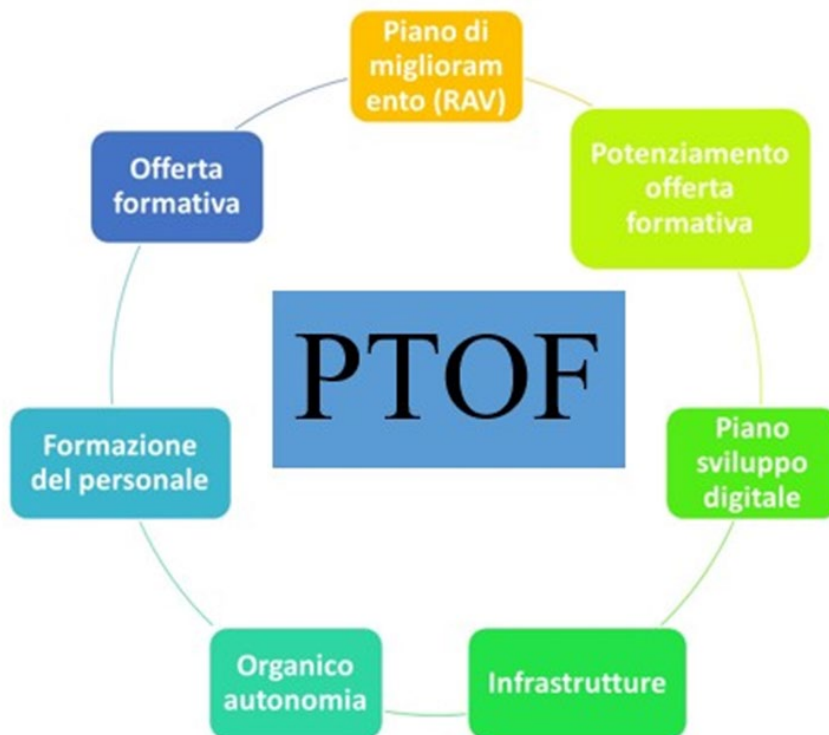 Piano di
miglioram
ento (RAV)
Potenziamento
offerta
formativa
Piano
sviluppo
digitale
Infrastrutture
Organico
autonomia
Formazione
del personale
Offerta
formativa
PTOF